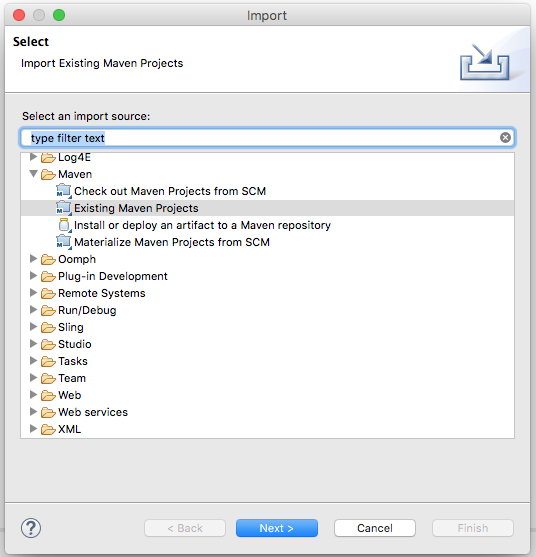 Import
Select
Import Existing Maven Projects
Select an import source:
type filter text
Log4E
Maven
Check out Maven Projects from SCM
Existing Maven Projects
Install or deploy an artifact to a Maven repository
Materialize Maven Projects from SCM
Oomph
Plug-in Development
Remote Systems
Run/Debug
Sling
Studio
Tasks
Team
Web
Web services
XML
? < Back Next > Cancel Finish